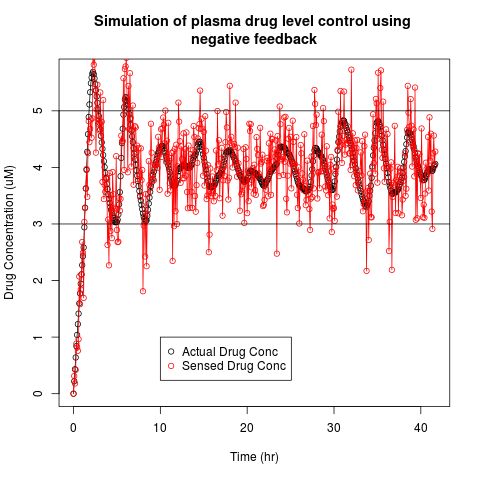 Simulation of plasma drug level control using
negative feedback
Drug Concentration (uM)
5
4
3
2
1
0
Actual Drug Conc
Sensed Drug Conc
0 10 20 30 40
Time (hr)